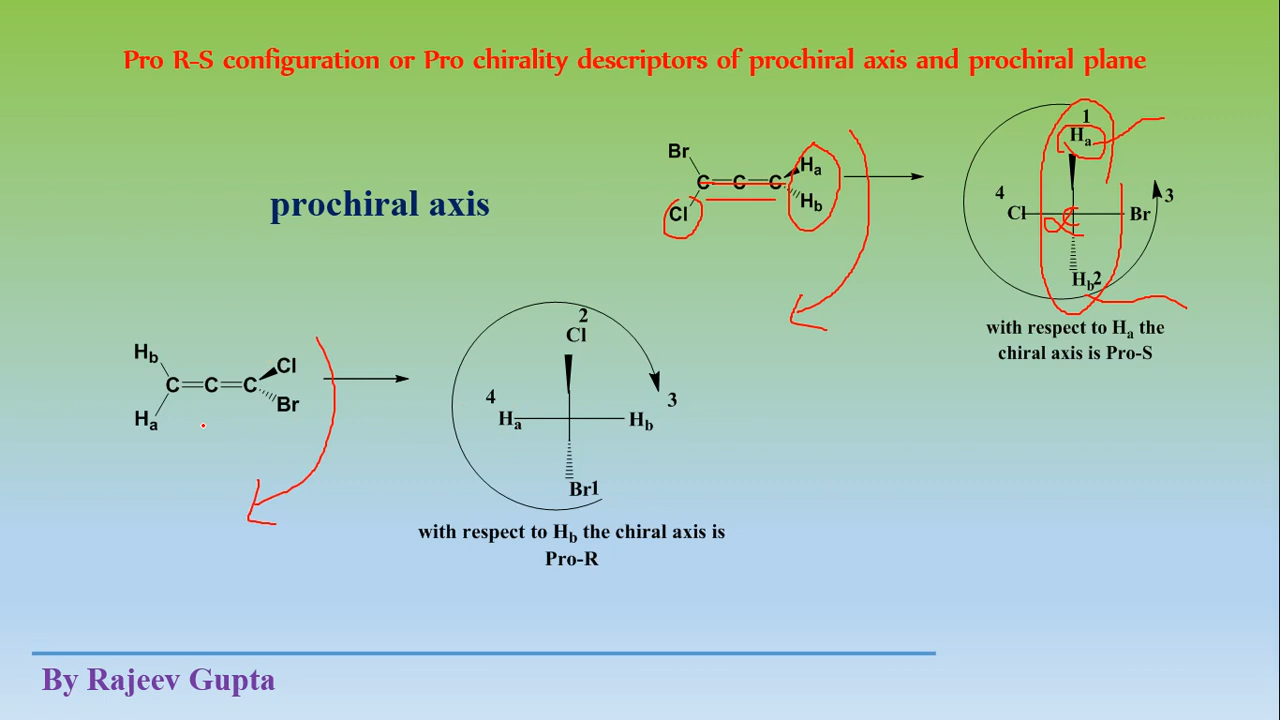 Pro R-S configuration or Pro chirality descriptors of prochiral axis and prochiral plane
prochiral axis
Br
C=C=C
Cl
Ha
Hb
1
Ha
4
Cl
Br
3
Hb2
with respect to Ha the
chiral axis is Pro-S
Hb
C=C=C
Ha
Cl
Br
2
Cl
4
Ha
Hb
3
Br1
with respect to Hb the chiral axis is
Pro-R
By Rajeev Gupta